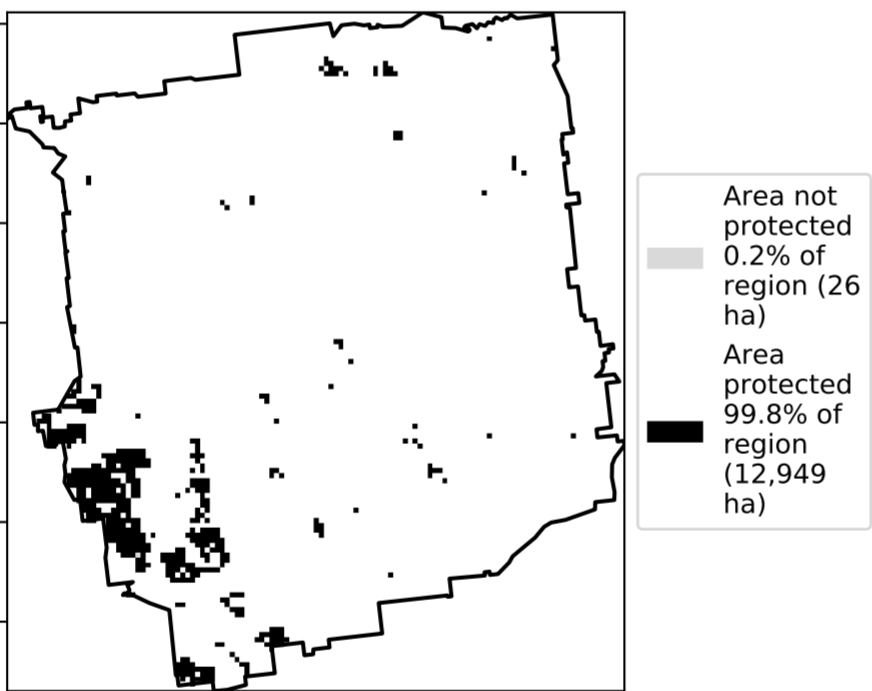 Area not
protected
0.2% of
region (26
ha)
Area
protected
99.8% of
region
(12,949
ha)